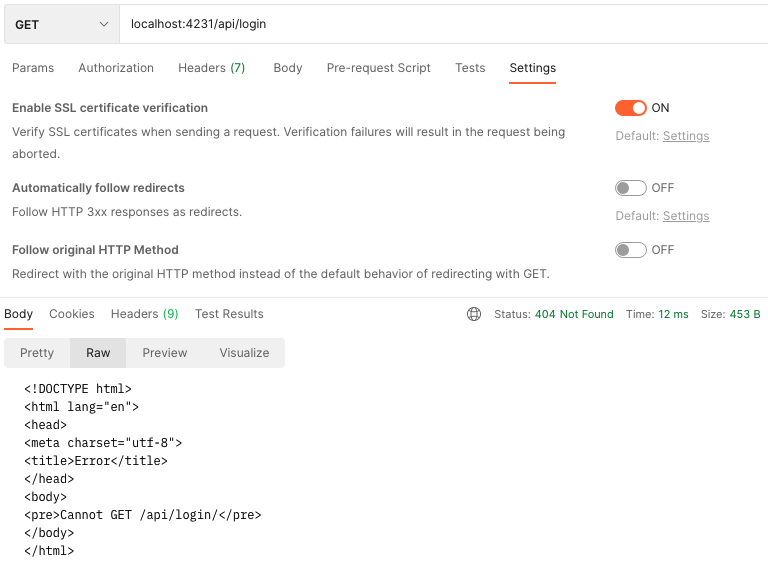 GET localhost:4231/api/login
Params Authorization Headers (7) Body Pre-request Script Tests Settings
Enable SSL certificate verification ON
Verify SSL certificates when sending a request. Verification failures will result in the request being Default: Settings
aborted.
Automatically follow redirects OFF
Follow HTTP 3xx responses as redirects. Default: Settings
Follow original HTTP Method OFF
Redirect with the original HTTP method instead of the default behavior of redirecting with GET.
Body Cookies Headers (9) Test Results Status: 404 Not Found Time: 12 ms Size: 453 B
Pretty Raw Preview Visualize
<!DOCTYPE html>
<html lang="en">
<head>
<meta charset="utf-8">
<title>Error</title>
</head>
<body>
<pre>Cannot GET /api/login/</pre>
</body>
</html>